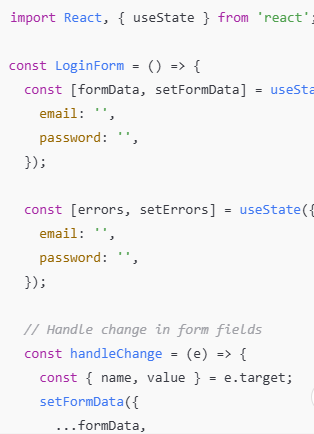 import React, { useState } from 'react';
const LoginForm = () => {
const [formData, setFormData] = useSta
email: '',
password: '',
});
const [errors, setErrors] = useState({
email: '',
password: '',
});
// Handle change in form fields
const handleChange = (e) => {
const { name, value } = e.target;
setFormData({
...formData,